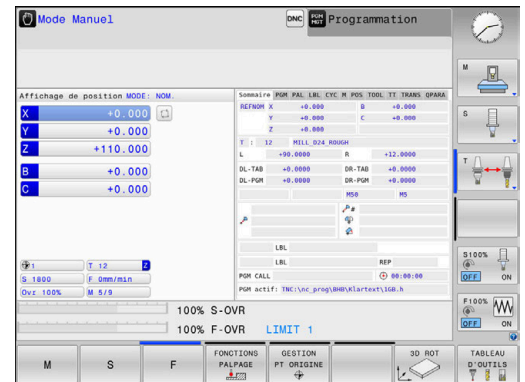 Mode Manuel
DNC
PGM MGT
Programmation
Affichage de position MODE: NOM.
X +0.000
Y +0.000
Z +110.000
B +0.000
C +0.000
1
T 12 Z
S 1800
F 0mm/min
Ovr 100%
M 5/9
Sommaire PGM PAL LBL CYC M POS TOOL TT TRANS QPARA
REFNOM X +0.000 B +0.000
Y +0.000 C +0.000
Z +0.000
T : 12 MILL_D24_ROUGH
L +90.0000 R +12.0000
DL-TAB +0.0000 DR-TAB +0.0000
DL-PGM +0.0000 DR-PGM +0.0000
M50 M5
P#
LBL
LBL REP
PGM CALL 00:00:00
PGM actif: TNC:\nc_prog\BHB\Klartext\1GB.h
100% S-OVR
100% F-OVR LIMIT 1
M
S
F
FONCTIONS PALPAGE
GESTION PT ORIGINE
3D ROT
TABLEAU D'OUTILS
M
S
T
S100%
OFF ON
F100%
OFF ON